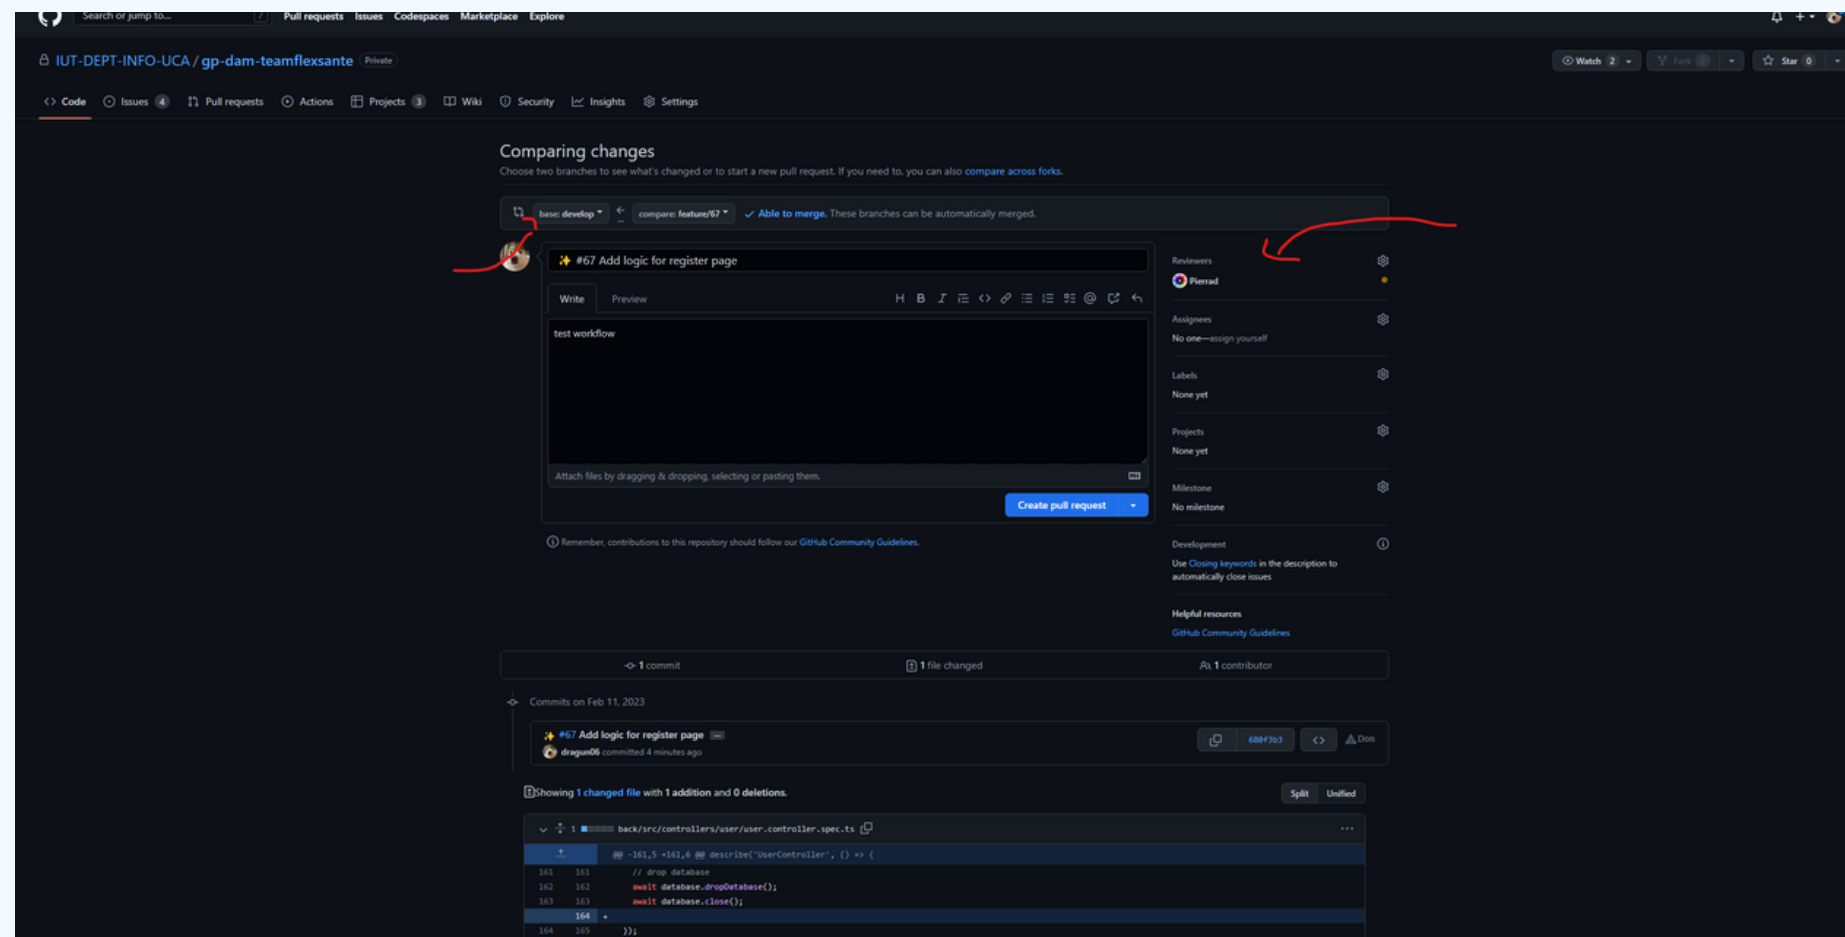 Search or jump to... /
Pull requests Issues Codespaces Marketplace Explore
IUT-DEPT-INFO-UCA / gp-dam-teamflexsante Private
Watch 2 Fork 0 Star 0
Code Issues 4 Pull requests Actions Projects 3 Wiki Security Insights Settings
Comparing changes
Choose two branches to see what's changed or to start a new pull request. If you need to, you can also compare across forks.
base: develop compare: feature/67 Able to merge. These branches can be automatically merged.
#67 Add logic for register page
Write Preview
test workflow
Attach files by dragging & dropping, selecting or pasting them.
Create pull request
Remember, contributions to this repository should follow our GitHub Community Guidelines.
Reviewers
Pierrad
Assignees
No one—assign yourself
Labels
None yet
Projects
None yet
Milestone
No milestone
Development
Use Closing keywords in the description to
automatically close issues
Helpful resources
GitHub Community Guidelines
1 commit 1 file changed 1 contributor
Commits on Feb 11, 2023
#67 Add logic for register page
dragun06 committed 4 minutes ago
680f3b3 <> Don
Showing 1 changed file with 1 addition and 0 deletions.
Split Unified
1 back/src/controllers/user/user.controller.spec.ts
@@ -161,5 +161,6 @@ describe('UserController', () => {
161 161 // drop database
162 162 await database.dropDatabase();
163 163 await database.close();
164 +
164 165 });